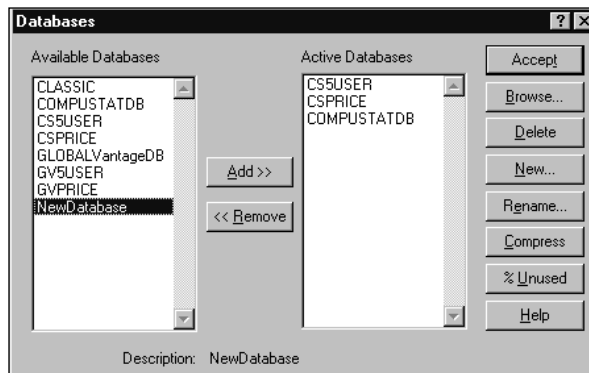 Databases
Available Databases
CLASSIC
COMPUSTATDB
CS5USER
CSPRICE
GLOBALVantageDB
GV5USER
GVPRICE
NewDatabase
Add >>
<< Remove
Active Databases
CS5USER
CSPRICE
COMPUSTATDB
Accept
Browse...
Delete
New...
Rename...
Compress
% Unused
Help
Description: NewDatabase